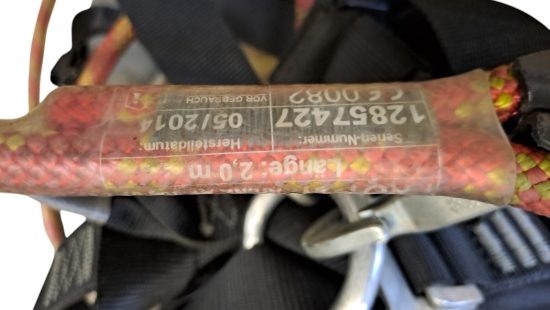 Länge: 2,0 m
Serien-Nummer: Herstelldatum:
12857427 05/2014
CE 0082 VOR GEBRAUCH